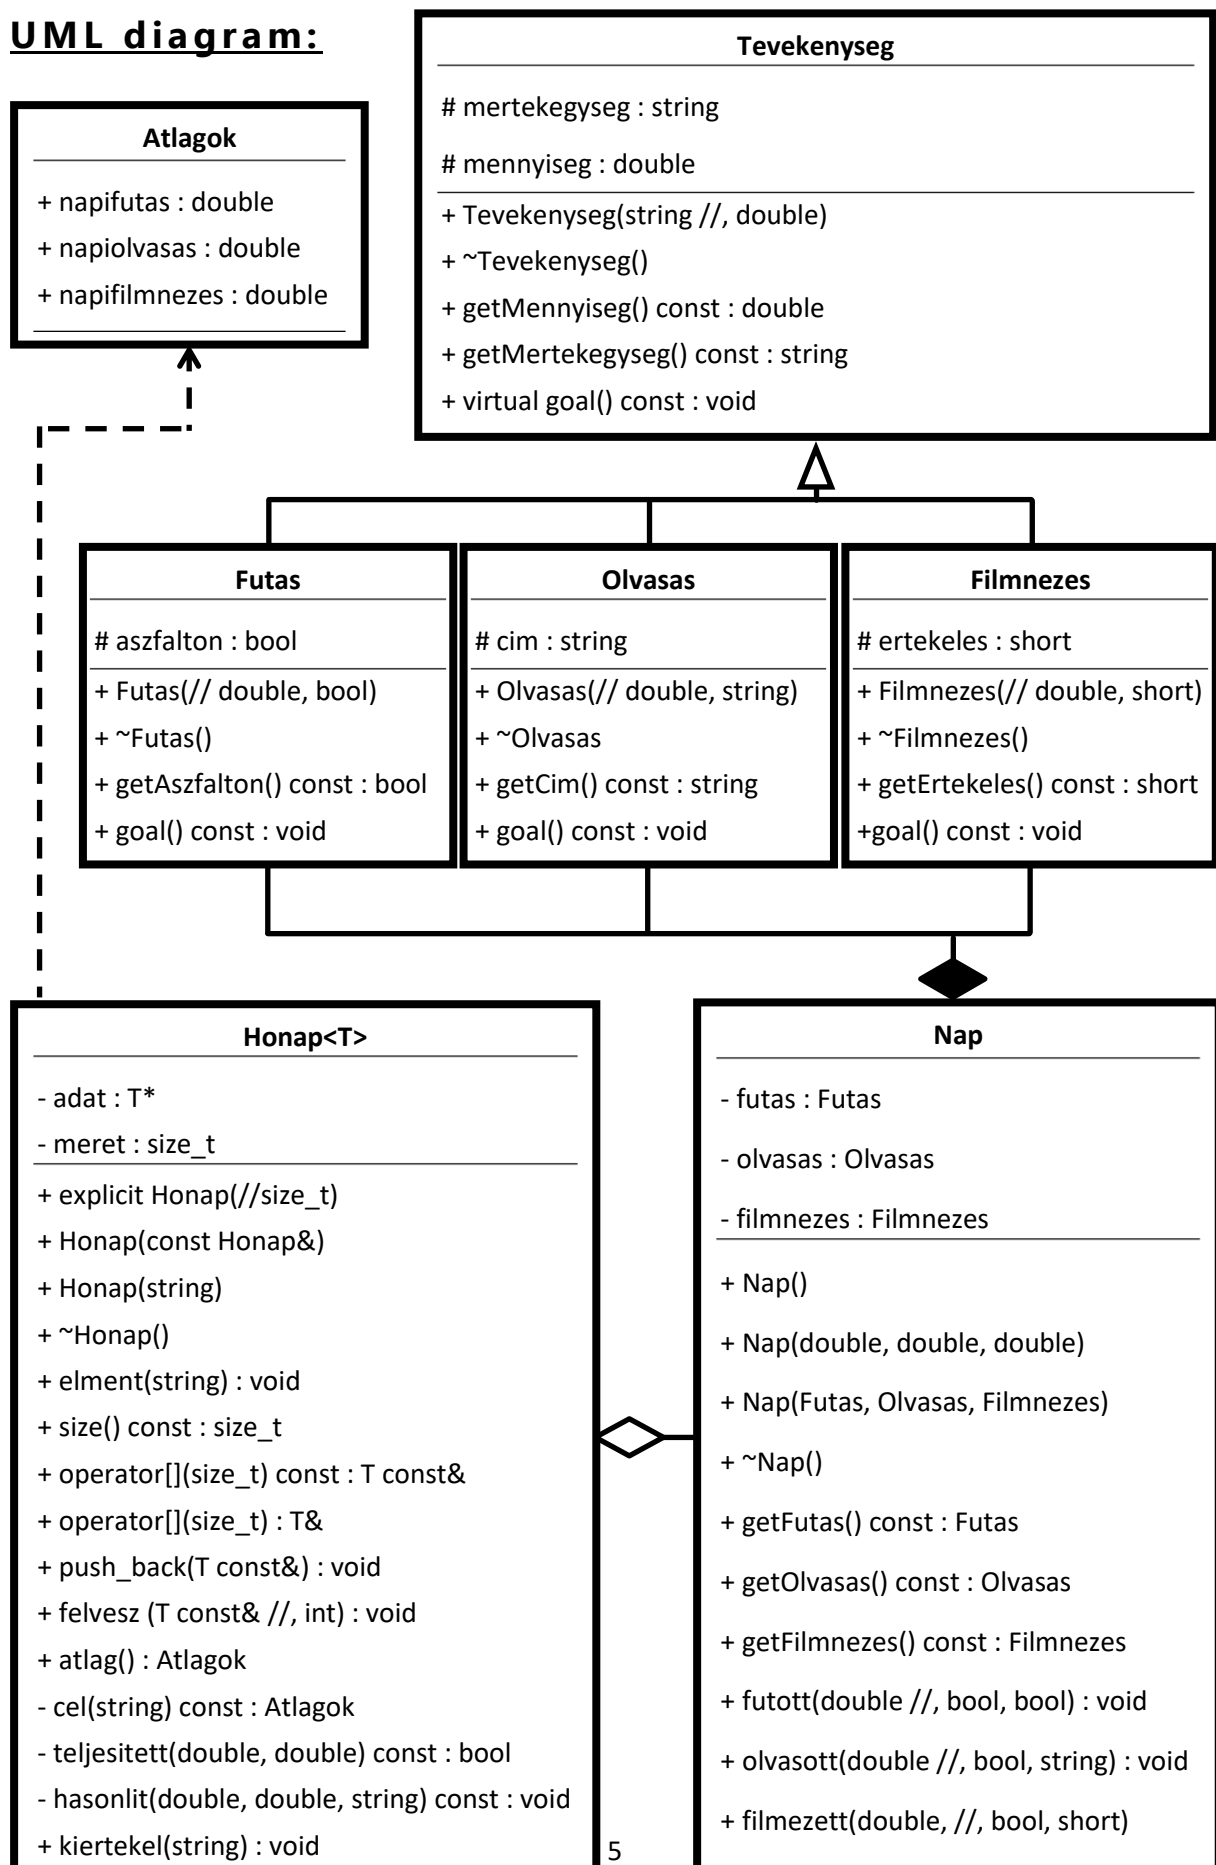 UML diagram:
Atlagok
+ napifutas : double
+ napiolvasas : double
+ napifilmnezes : double
Tevekenyseg
# mertekegyseg : string
# mennyiseg : double
+ Tevekenyseg(string //, double)
+ ~Tevekenyseg()
+ getMennyiseg() const : double
+ getMertekegyseg() const : string
+ virtual goal() const : void
Futas
# aszfalton : bool
+ Futas(// double, bool)
+ ~Futas()
+ getAszfalton() const : bool
+ goal() const : void
Olvasas
# cim : string
+ Olvasas(// double, string)
+ ~Olvasas
+ getCim() const : string
+ goal() const : void
Filmnezes
# ertekeles : short
+ Filmnezes(// double, short)
+ ~Filmnezes()
+ getErtekeles() const : short
+goal() const : void
Honap<T>
- adat : T*
- meret : size_t
+ explicit Honap(//size_t)
+ Honap(const Honap&)
+ Honap(string)
+ ~Honap()
+ elment(string) : void
+ size() const : size_t
+ operator[](size_t) const : T const&
+ operator[](size_t) : T&
+ push_back(T const&) : void
+ felvesz (T const& //, int) : void
+ atlag() : Atlagok
- cel(string) const : Atlagok
- teljesitett(double, double) const : bool
- hasonlit(double, double, string) const : void
+ kiertekel(string) : void
Nap
- futas : Futas
- olvasas : Olvasas
- filmnezes : Filmnezes
+ Nap()
+ Nap(double, double, double)
+ Nap(Futas, Olvasas, Filmnezes)
+ ~Nap()
+ getFutas() const : Futas
+ getOlvasas() const : Olvasas
+ getFilmnezes() const : Filmnezes
+ futott(double //, bool, bool) : void
+ olvasott(double //, bool, string) : void
+ filmezett(double, //, bool, short)
5